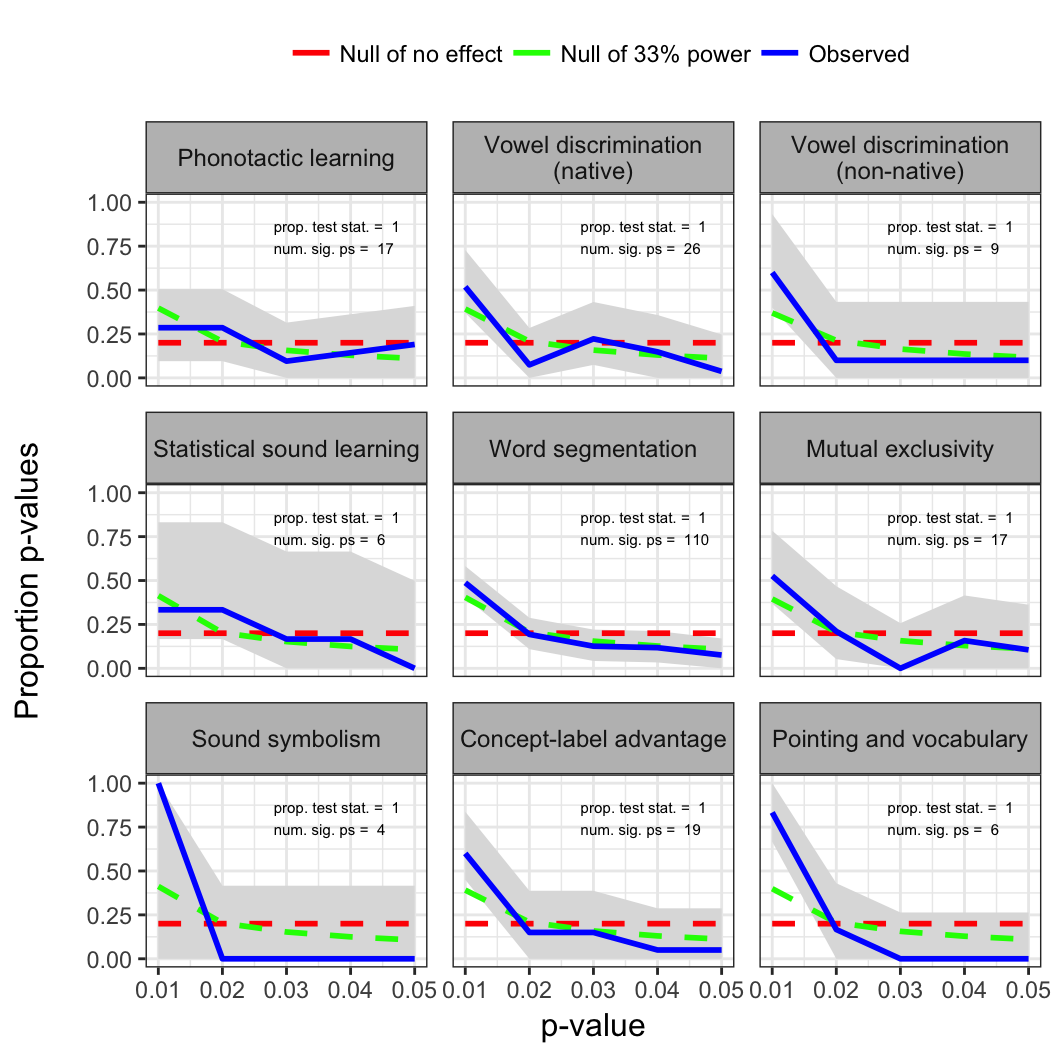 Null of no effect Null of 33% power Observed
Phonotactic learning
Vowel discrimination
(native)
Vowel discrimination
(non-native)
1.00
0.75
0.50
0.25
0.00
prop. test stat. = 1
num. sig. ps = 17
prop. test stat. = 1
num. sig. ps = 26
prop. test stat. = 1
num. sig. ps = 9
Statistical sound learning
Word segmentation
Mutual exclusivity
1.00
0.75
0.50
0.25
0.00
prop. test stat. = 1
num. sig. ps = 6
prop. test stat. = 1
num. sig. ps = 110
prop. test stat. = 1
num. sig. ps = 17
Sound symbolism
Concept-label advantage
Pointing and vocabulary
1.00
0.75
0.50
0.25
0.00
prop. test stat. = 1
num. sig. ps = 4
prop. test stat. = 1
num. sig. ps = 19
prop. test stat. = 1
num. sig. ps = 6
0.01 0.02 0.03 0.04 0.05 0.01 0.02 0.03 0.04 0.05 0.01 0.02 0.03 0.04 0.05
p-value
Proportion p-values